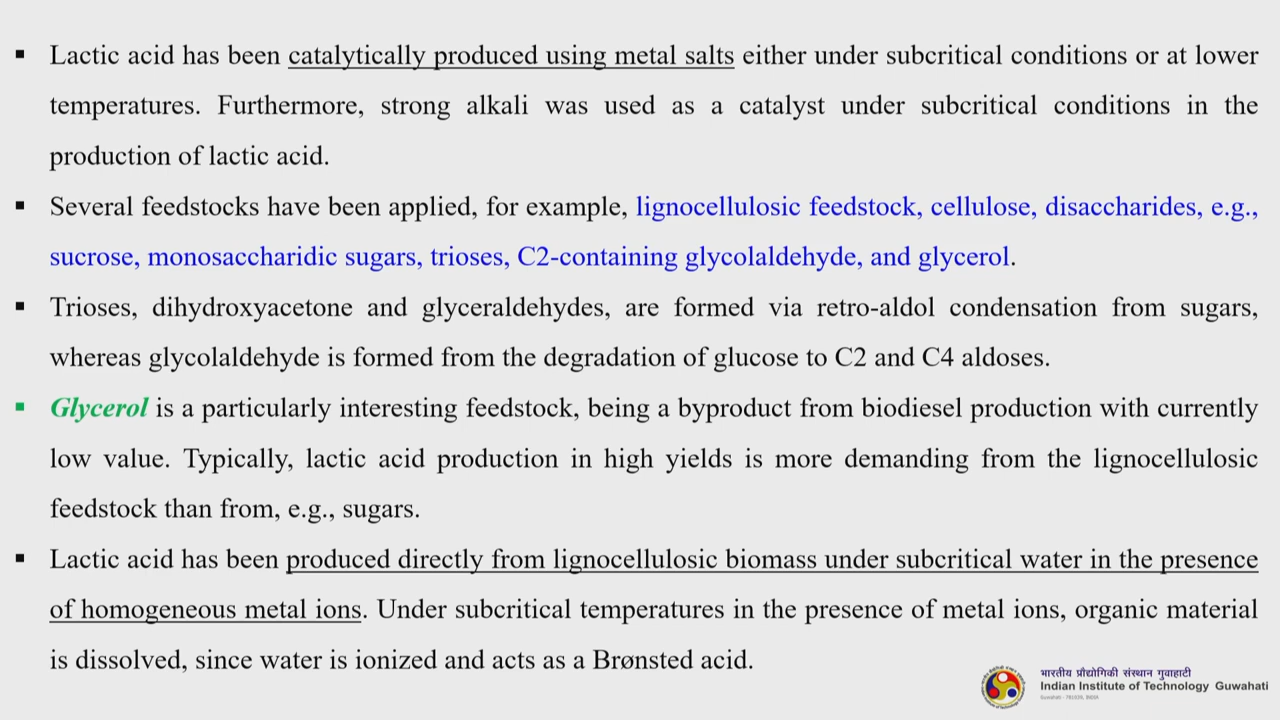 ▪ Lactic acid has been catalytically produced using metal salts either under subcritical conditions or at lower
temperatures. Furthermore, strong alkali was used as a catalyst under subcritical conditions in the
production of lactic acid.
▪ Several feedstocks have been applied, for example, lignocellulosic feedstock, cellulose, disaccharides, e.g.,
sucrose, monosaccharidic sugars, trioses, C2-containing glycolaldehyde, and glycerol.
▪ Trioses, dihydroxyacetone and glyceraldehydes, are formed via retro-aldol condensation from sugars,
whereas glycolaldehyde is formed from the degradation of glucose to C2 and C4 aldoses.
▪ Glycerol is a particularly interesting feedstock, being a byproduct from biodiesel production with currently
low value. Typically, lactic acid production in high yields is more demanding from the lignocellulosic
feedstock than from, e.g., sugars.
▪ Lactic acid has been produced directly from lignocellulosic biomass under subcritical water in the presence
of homogeneous metal ions. Under subcritical temperatures in the presence of metal ions, organic material
is dissolved, since water is ionized and acts as a Brønsted acid.
भारतीय प्रौद्योगिकी संस्थान गुवाहाटी
Indian Institute of Technology Guwahati
Guwahati - 781039, INDIA